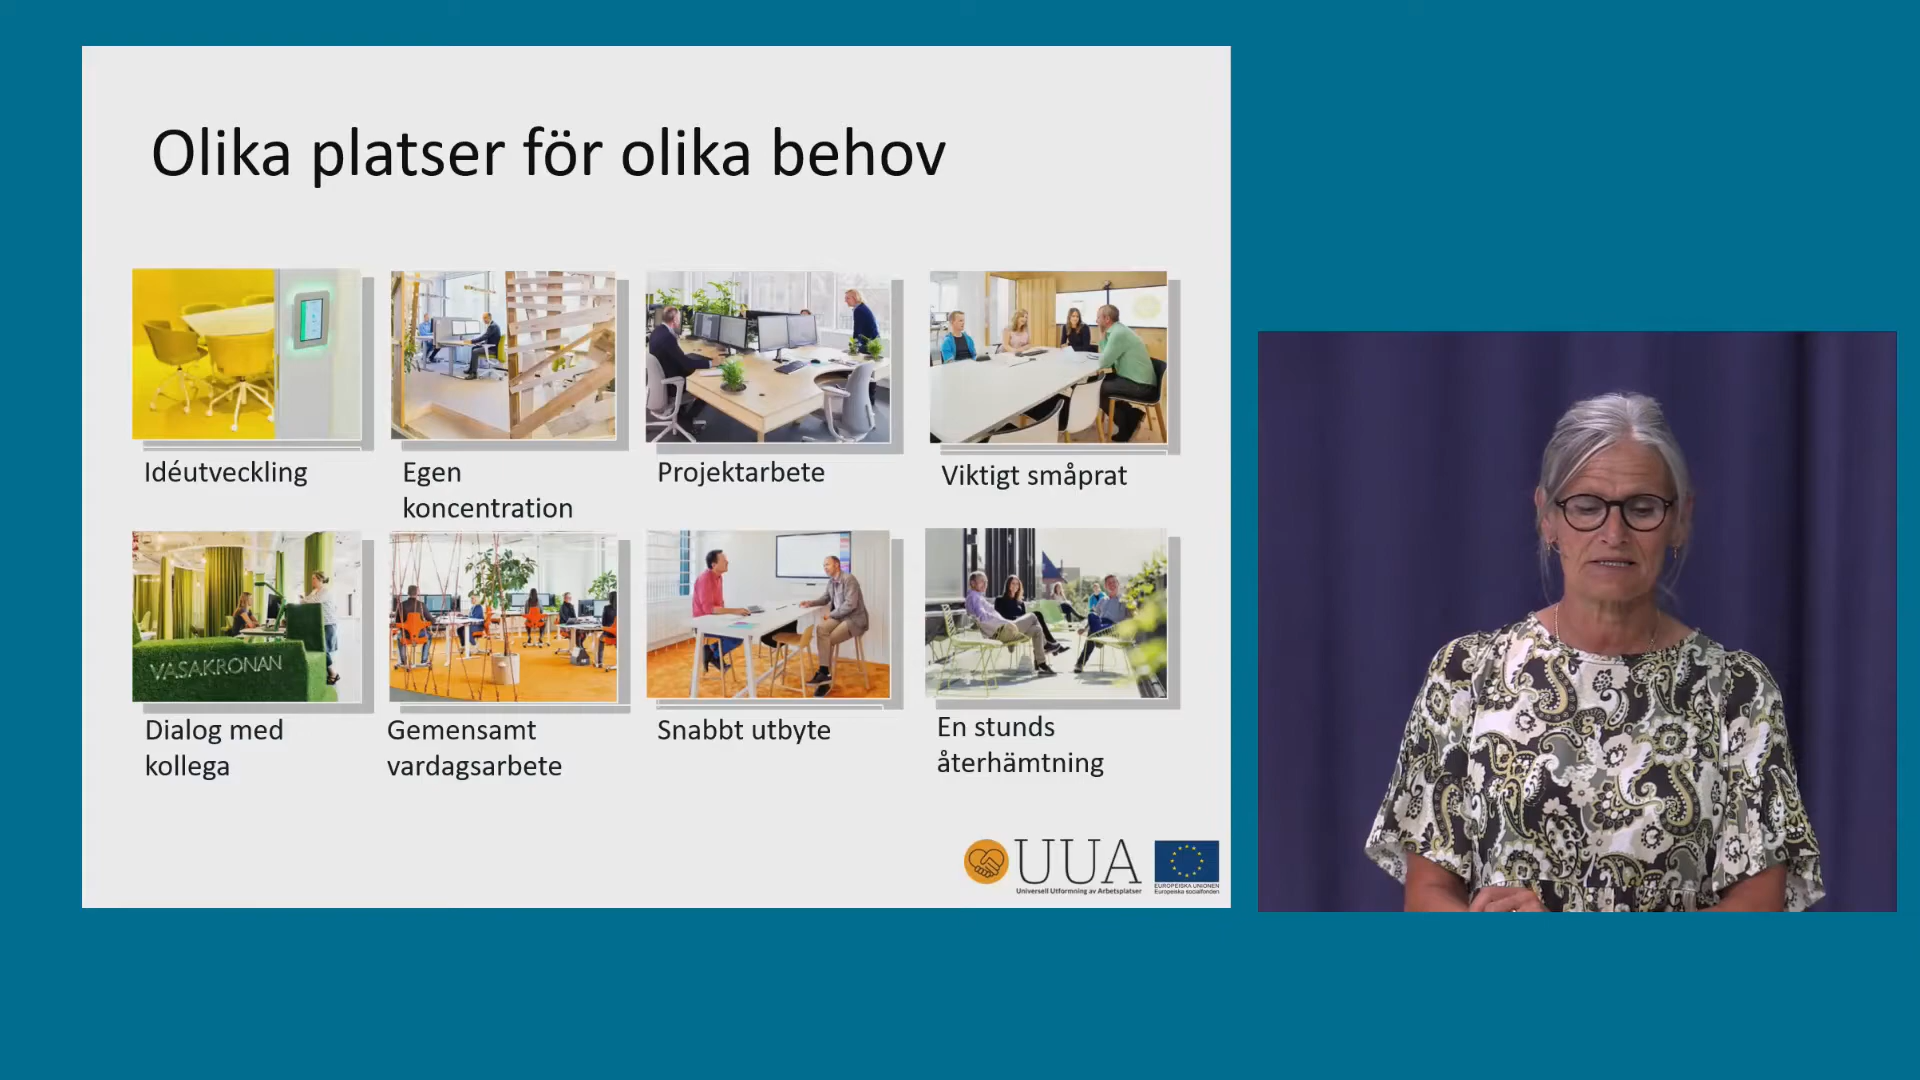 Olika platser för olika behov
Idéutveckling
Egen
koncentration
Projektarbete
Viktigt småprat
VASAKRONAN
Dialog med
kollega
Gemensamt
vardagsarbete
Snabbt utbyte
En stunds
återhämtning
UUA
Universell Utformning av Arbetsplatser
EUROPEISKA UNIONEN
Europeiska socialfonden